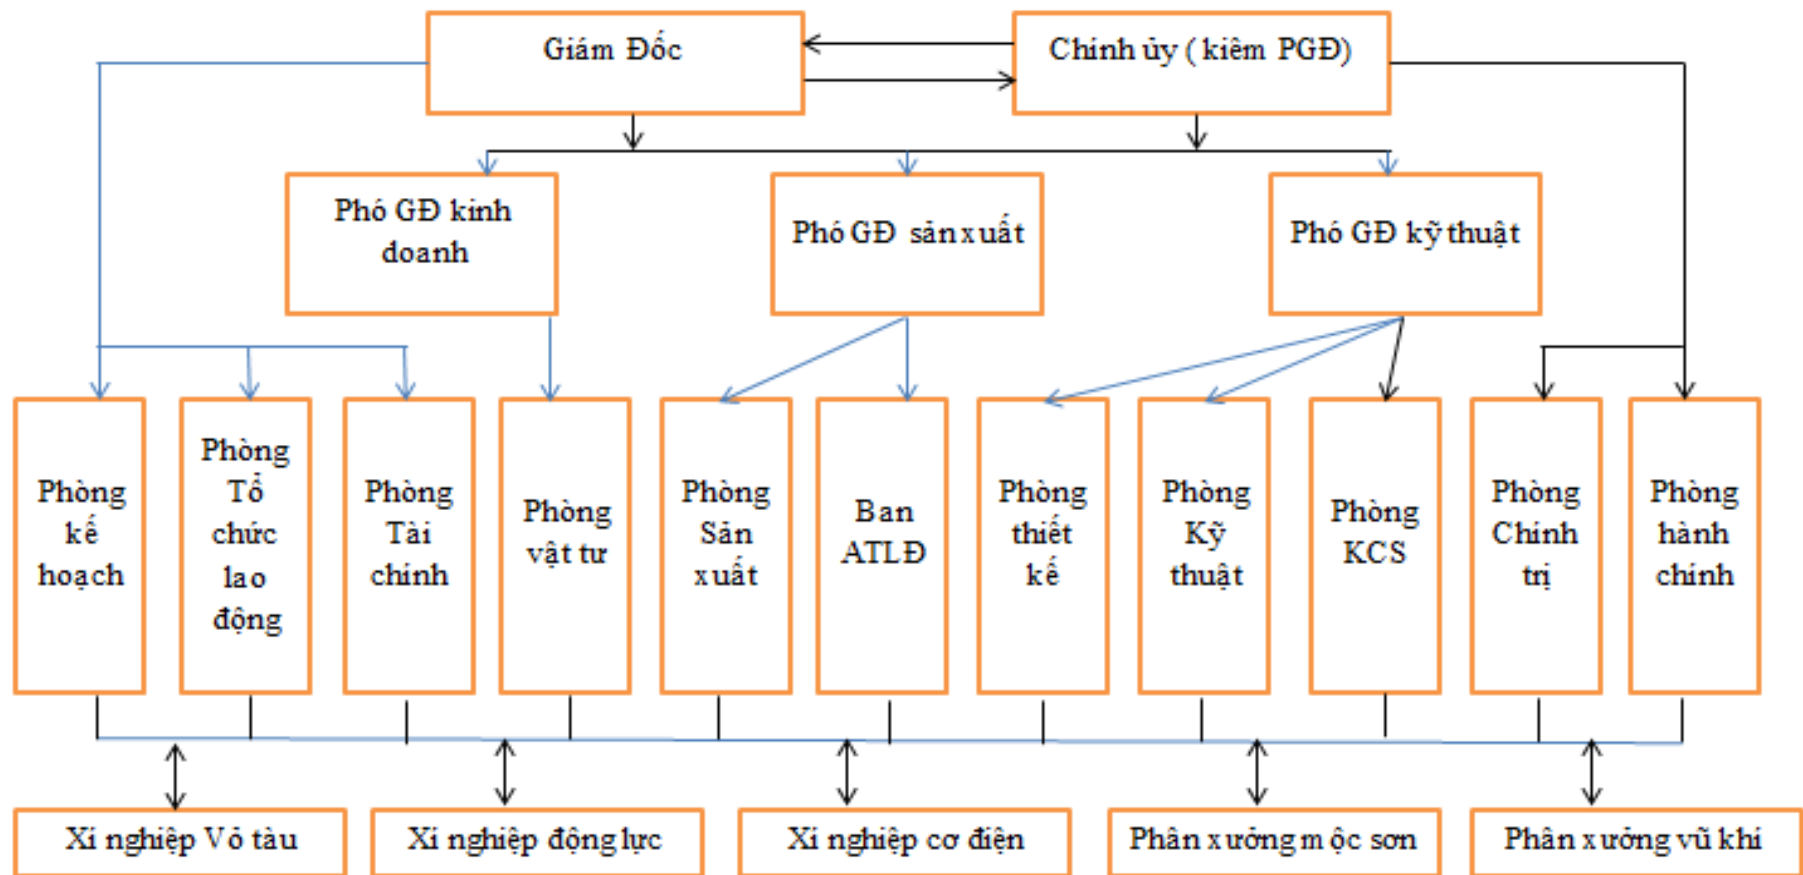 Giám Đốc
Chính ủy ( kiêm PGĐ)
Phó GĐ kinh
doanh
Phó GĐ sản xuất
Phó GĐ kỹ thuật
Phòng
kế
hoạch
Phòng
Tổ
chức
lao
động
Phòng
Tài
chính
Phòng
vật tư
Phòng
Sản
xuất
Ban
ATLĐ
Phòng
thiết
kế
Phòng
Kỹ
thuật
Phòng
KCS
Phòng
Chính
trị
Phòng
hành
chính
Xí nghiệp Vỏ tàu
Xí nghiệp động lực
Xí nghiệp cơ điện
Phân xưởng mộc sơn
Phân xưởng vũ khí